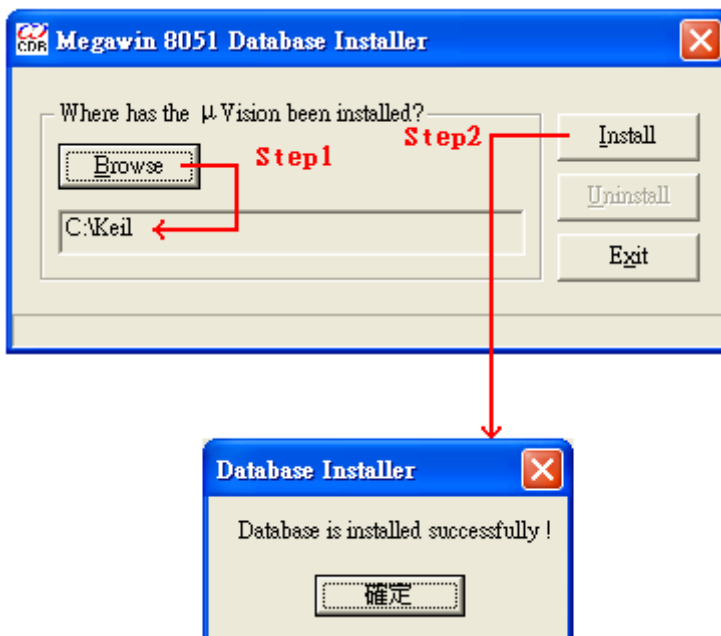 CDB Megawin 8051 Database Installer
Where has the μVision been installed?
Step1
Step2
Browse
Install
C:\Keil
Uninstall
Exit
Database Installer
Database is installed successfully !
確定